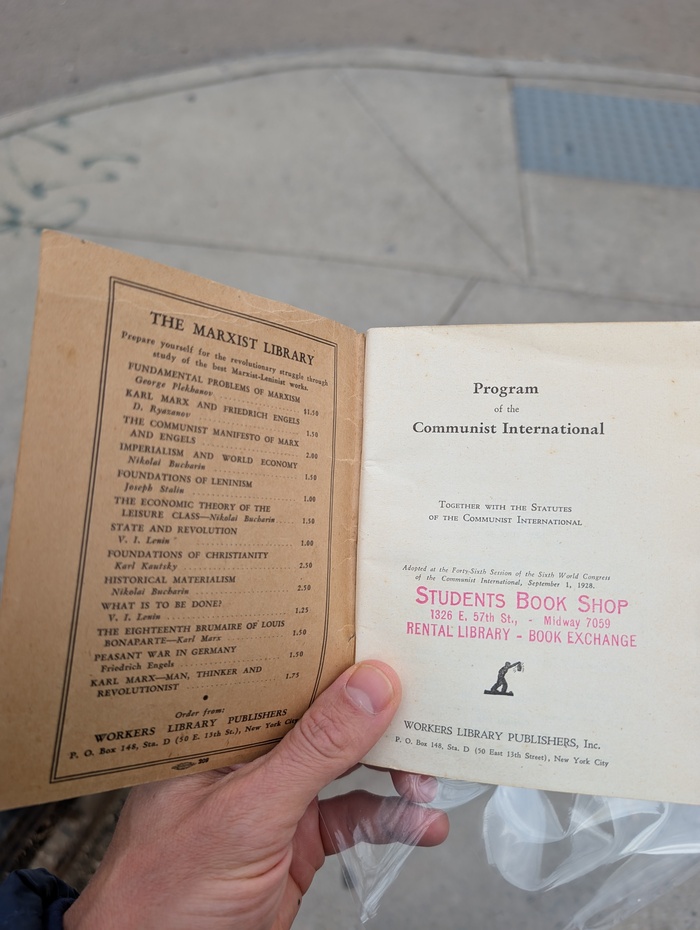 THE MARXIST LIBRARY
Prepare yourself for the revolutionary struggle through
study of the best Marxist-Leninist works.
FUNDAMENTAL PROBLEMS OF MARXISM
George Plekhanov $1.50
KARL MARX AND FRIEDRICH ENGELS
D. Ryazanov 1.50
THE COMMUNIST MANIFESTO OF MARX
AND ENGELS 2.00
IMPERIALISM AND WORLD ECONOMY
Nikolai Bucharin 1.50
FOUNDATIONS OF LENINISM
Joseph Stalin 1.00
THE ECONOMIC THEORY OF THE
LEISURE CLASS—Nikolai Bucharin 1.50
STATE AND REVOLUTION
V. I. Lenin 1.00
FOUNDATIONS OF CHRISTIANITY
Karl Kautsky 2.50
HISTORICAL MATERIALISM
Nikolai Bucharin 2.50
WHAT IS TO BE DONE?
V. I. Lenin 1.25
THE EIGHTEENTH BRUMAIRE OF LOUIS
BONAPARTE—Karl Marx 1.50
PEASANT WAR IN GERMANY
Friedrich Engels 1.50
KARL MARX—MAN, THINKER AND
REVOLUTIONIST 1.75
Order from:
WORKERS LIBRARY PUBLISHERS
P. O. Box 148, Sta. D (50 E. 13th St.), New York City
209
Program
of the
Communist International
Together with the Statutes
of the Communist International
Adopted at the Forty-Sixth Session of the Sixth World Congress
of the Communist International, September 1, 1928.
STUDENTS BOOK SHOP
1326 E. 57th St., - Midway 7059
RENTAL LIBRARY - BOOK EXCHANGE
WORKERS LIBRARY PUBLISHERS, Inc.
P. O. Box 148, Sta. D (50 East 13th Street), New York City